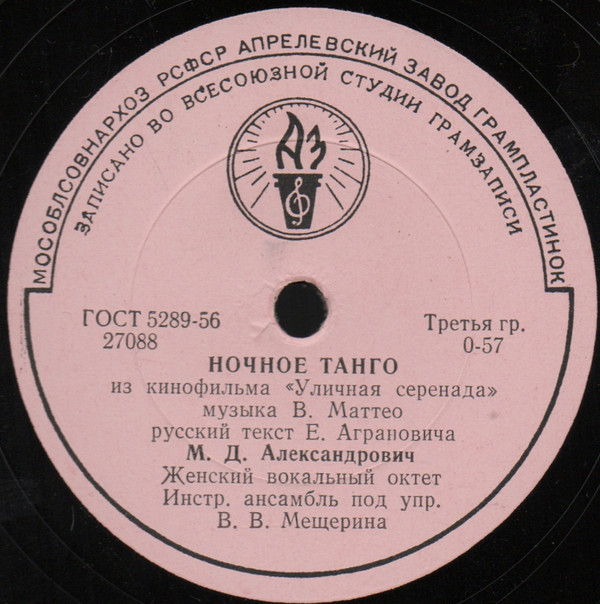 МОСОБЛСОВНАРХОЗ РСФСР АПРЕЛЕВСКИЙ ЗАВОД ГРАМПЛАСТИНОК
ЗАПИСАНО ВО ВСЕСОЮЗНОЙ СТУДИИ ГРАМЗАПИСИ
АЗ
ГОСТ 5289-56
27088
Третья гр.
0-57
НОЧНОЕ ТАНГО
из кинофильма «Уличная серенада»
музыка В. Маттео
русский текст Е. Аграновича
М. Д. Александрович
Женский вокальный октет
Инстр. ансамбль под упр.
В. В. Мещерина